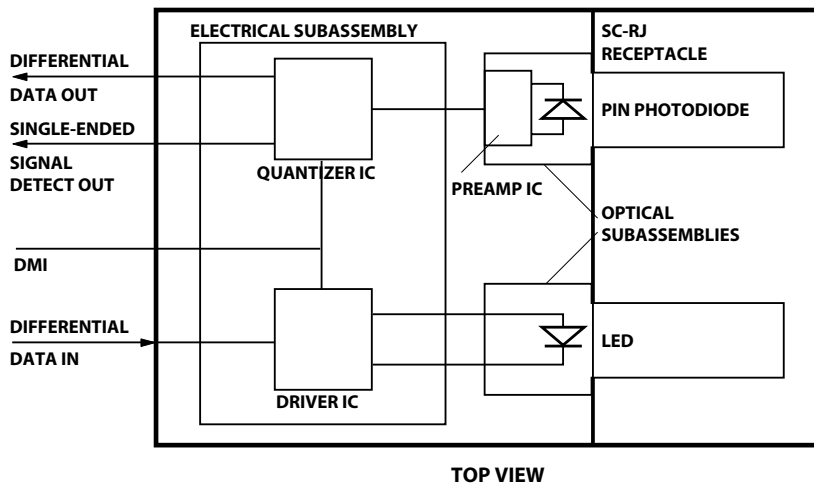 ELECTRICAL SUBASSEMBLY
SC-RJ
RECEPTACLE
DIFFERENTIAL
DATA OUT
PIN PHOTODIODE
SINGLE-ENDED
SIGNAL
DETECT OUT
QUANTIZER IC
PREAMP IC
OPTICAL
SUBASSEMBLIES
DMI
DIFFERENTIAL
DATA IN
LED
DRIVER IC
TOP VIEW